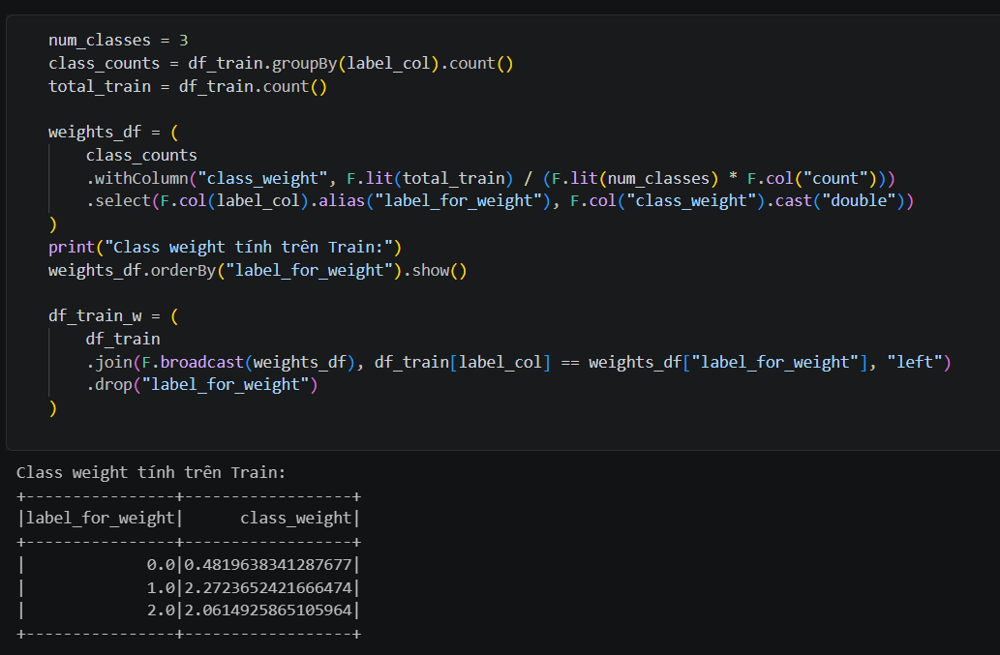 num_classes = 3
class_counts = df_train.groupBy(label_col).count()
total_train = df_train.count()
weights_df = (
class_counts
.withColumn("class_weight", F.lit(total_train) / (F.lit(num_classes) * F.col("count")))
.select(F.col(label_col).alias("label_for_weight"), F.col("class_weight").cast("double"))
)
print("Class weight tính trên Train:")
weights_df.orderBy("label_for_weight").show()
df_train_w = (
df_train
.join(F.broadcast(weights_df), df_train[label_col] == weights_df["label_for_weight"], "left")
.drop("label_for_weight")
)
Class weight tính trên Train:
+----------------+------------------+
|label_for_weight|      class_weight|
+----------------+------------------+
|             0.0|0.4819638341287677|
|             1.0|2.2723652421666474|
|             2.0|2.0614925865105964|
+----------------+------------------+